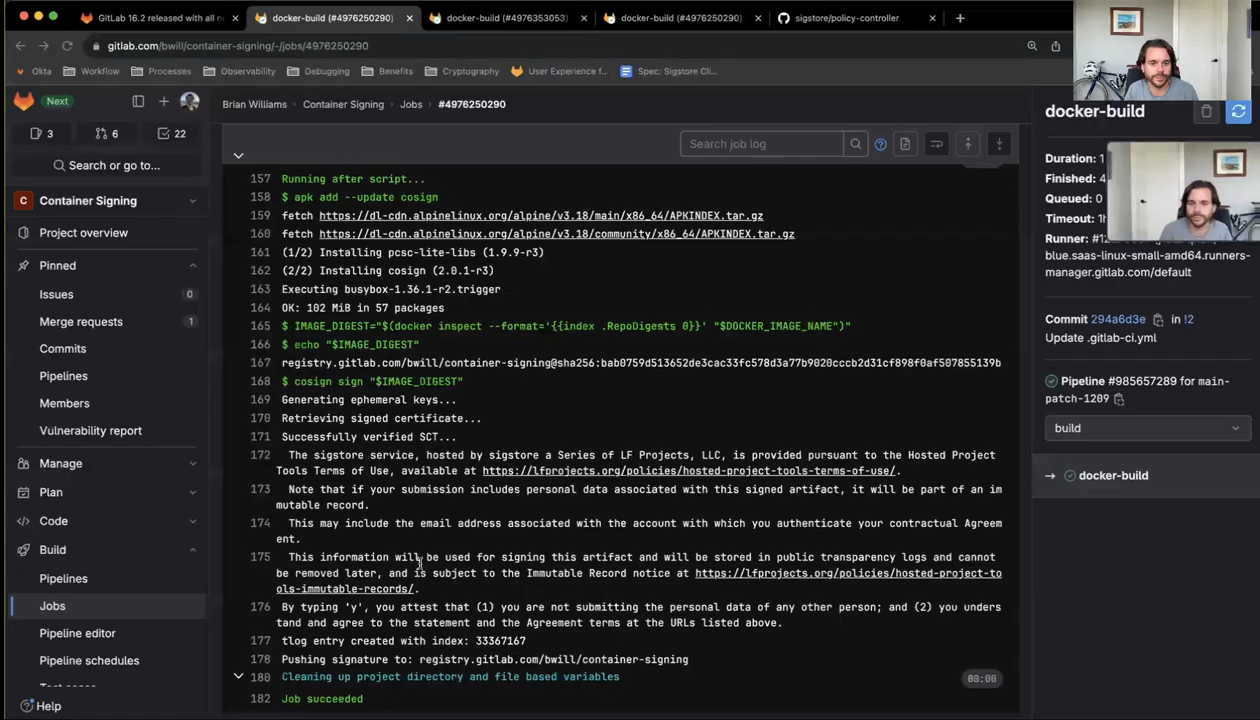 GitLab 16.2 released with all n
docker-build (#4976250290)
docker-build (#4976353053)
docker-build (#4976250290)
sigstore/policy-controller
gitlab.com/bwill/container-signing/-/jobs/4976250290
Okta
Workflow
Processes
Observability
Debugging
Benefits
Cryptography
User Experience f...
Spec: Sigstore Cli...
Next
3
6
22
Search or go to...
C Container Signing
Project overview
Pinned
Issues 0
Merge requests 1
Commits
Pipelines
Members
Vulnerability report
Manage
Plan
Code
Build
Pipelines
Jobs
Pipeline editor
Pipeline schedules
Help
Brian Williams
Container Signing
Jobs
#4976250290
Search job log
157 Running after script...
158 $ apk add --update cosign
159 fetch https://dl-cdn.alpinelinux.org/alpine/v3.18/main/x86_64/APKINDEX.tar.gz
160 fetch https://dl-cdn.alpinelinux.org/alpine/v3.18/community/x86_64/APKINDEX.tar.gz
161 (1/2) Installing pcsc-lite-libs (1.9.9-r3)
162 (2/2) Installing cosign (2.0.1-r3)
163 Executing busybox-1.36.1-r2.trigger
164 OK: 102 MiB in 57 packages
165 $ IMAGE_DIGEST="$(docker inspect --format='{{index .RepoDigests 0}}' "$DOCKER_IMAGE_NAME")"
166 $ echo "$IMAGE_DIGEST"
167 registry.gitlab.com/bwill/container-signing@sha256:bab0759d513652de3cac33fc578d3a77b9020cccb2d31cf898f0af507855139b
168 $ cosign sign "$IMAGE_DIGEST"
169 Generating ephemeral keys...
170 Retrieving signed certificate...
171 Successfully verified SCT...
172 The sigstore service, hosted by sigstore a Series of LF Projects, LLC, is provided pursuant to the Hosted Project
Tools Terms of Use, available at https://lfprojects.org/policies/hosted-project-tools-terms-of-use/.
173 Note that if your submission includes personal data associated with this signed artifact, it will be part of an im
mutable record.
174 This may include the email address associated with the account with which you authenticate your contractual Agreem
ent.
175 This information will be used for signing this artifact and will be stored in public transparency logs and cannot
be removed later, and is subject to the Immutable Record notice at https://lfprojects.org/policies/hosted-project-to
ols-immutable-records/.
176 By typing 'y', you attest that (1) you are not submitting the personal data of any other person; and (2) you unders
tand and agree to the statement and the Agreement terms at the URLs listed above.
177 tlog entry created with index: 33367167
178 Pushing signature to: registry.gitlab.com/bwill/container-signing
180 Cleaning up project directory and file based variables
00:00
182 Job succeeded
docker-build
Duration: 1
Finished: 4
Queued: 0
Timeout: 1h
Runner: #12
blue.saas-linux-small-amd64.runners-
manager.gitlab.com/default
Commit 294a6d3e in !2
Update .gitlab-ci.yml
Pipeline #985657289 for main-
patch-1209
build
docker-build